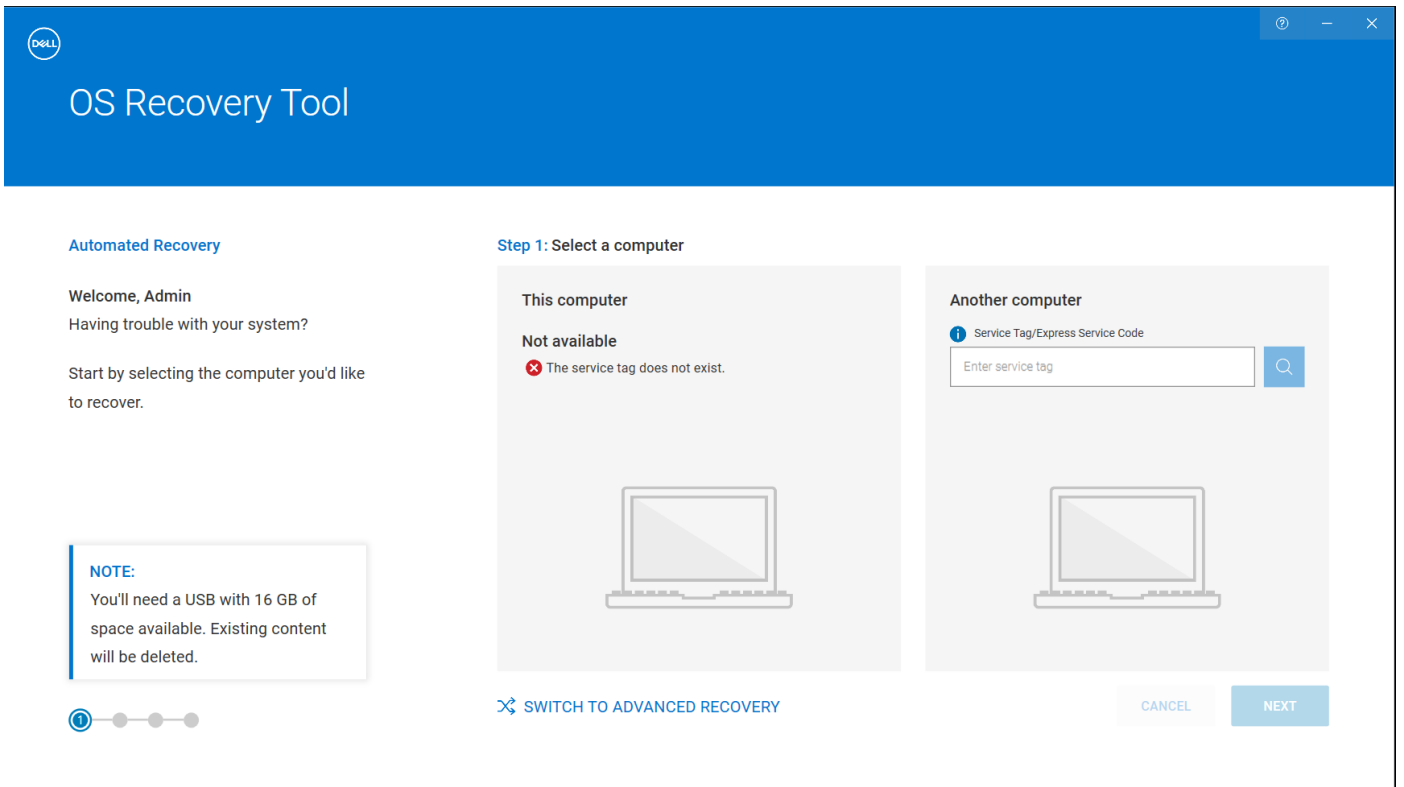 DELL
OS Recovery Tool
Automated Recovery
Welcome, Admin
Having trouble with your system?
Start by selecting the computer you'd like
to recover.
NOTE:
You'll need a USB with 16 GB of
space available. Existing content
will be deleted.
1
Step 1: Select a computer
This computer
Not available
The service tag does not exist.
Another computer
Service Tag/Express Service Code
Enter service tag
SWITCH TO ADVANCED RECOVERY
CANCEL
NEXT